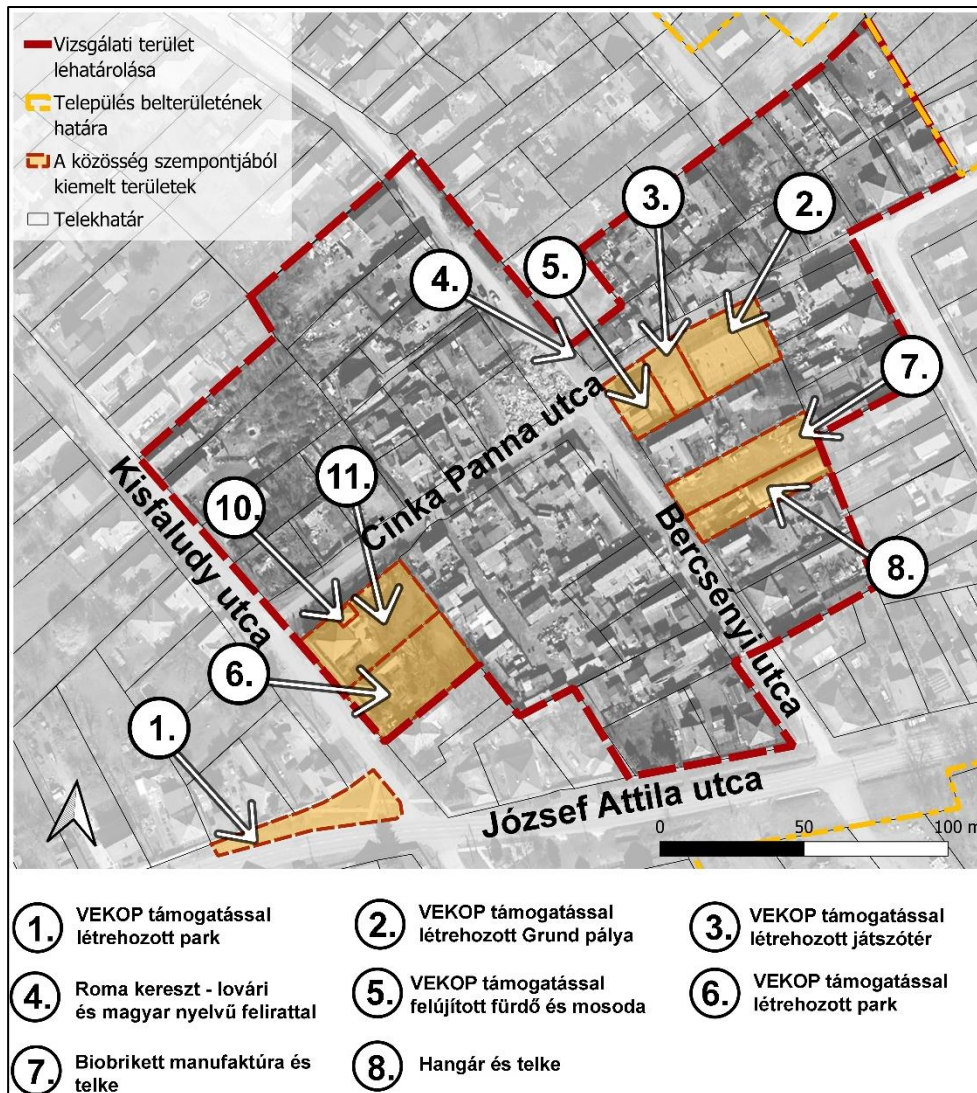 Vizsgálati terület
lehatárolása
Település belterületének
határa
A közösség szempontjából
kiemelt területek
Telekhatár
3.
2.
4.
5.
7.
Cinka Panna utca
11.
10.
Kisfaludy utca
Bercsényi utca
8.
6.
1.
József Attila utca
0 50 100 m
1. VEKOP támogatással
létrehozott park
2. VEKOP támogatással
létrehozott Grund pálya
3. VEKOP támogatással
létrehozott játszótér
4. Roma kereszt - lovári
és magyar nyelvű felirattal
5. VEKOP támogatással
felújított fürdő és mosoda
6. VEKOP támogatással
létrehozott park
7. Biobrikett manufaktúra és
telke
8. Hangár és telke